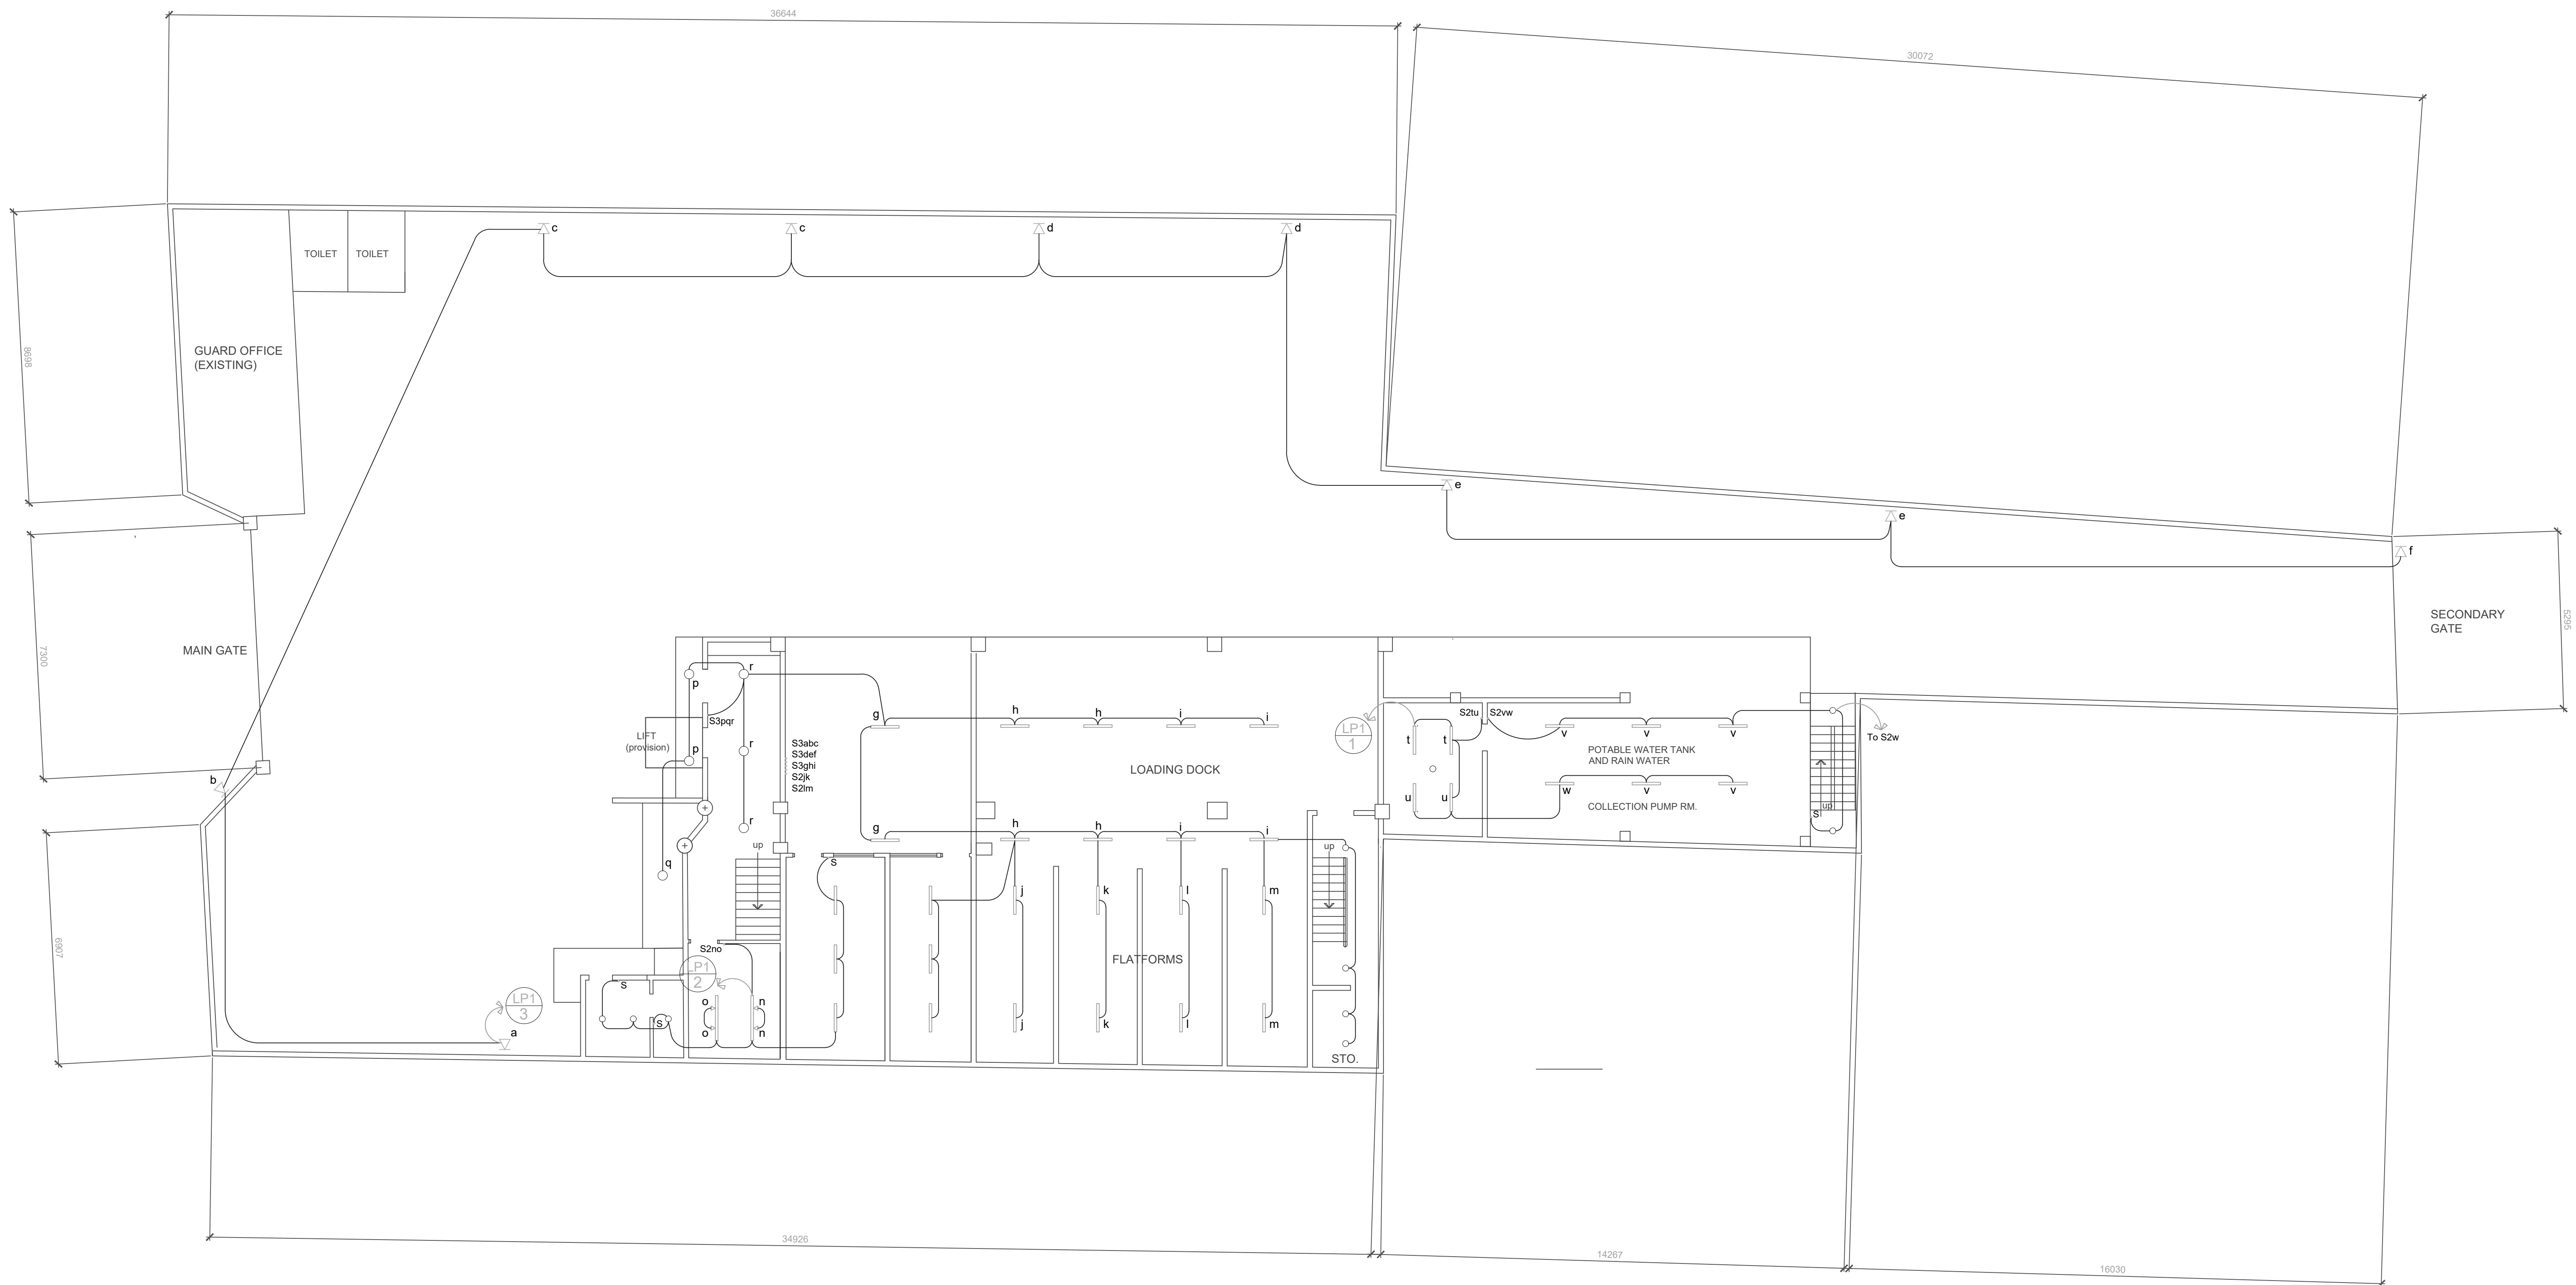 36644
30072
c
c
d
d
TOILET
TOILET
GUARD OFFICE
(EXISTING)
8698
e
e
f
MAIN GATE
7300
SECONDARY
GATE
5295
r
p
S3pqr
g
h
h
i
i
S2tu
S2vw
LP1
1
t
t
v
v
v
To S2w
LIFT
(provision)
p
r
S3abc
S3def
S3ghi
S2jk
S2lm
LOADING DOCK
POTABLE WATER TANK
AND RAIN WATER
b
u
u
w
v
v
COLLECTION PUMP RM.
up
S
r
g
h
h
i
i
up
up
q
S
j
k
l
m
6907
S2no
FLATFORMS
LP1
2
S
LP1
3
o
n
S
a
o
n
j
k
l
m
STO.
34926
14267
16030